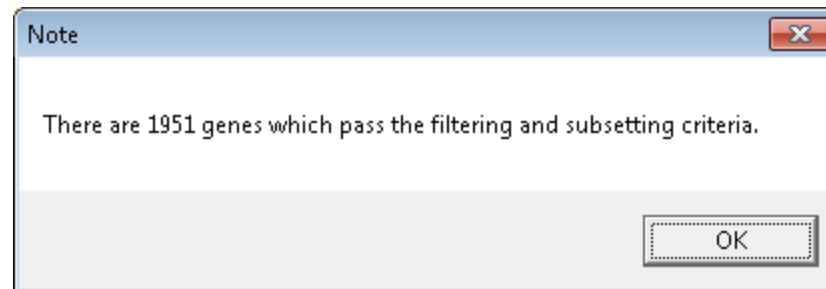 Note
There are 1951 genes which pass the filtering and subsetting criteria.
OK